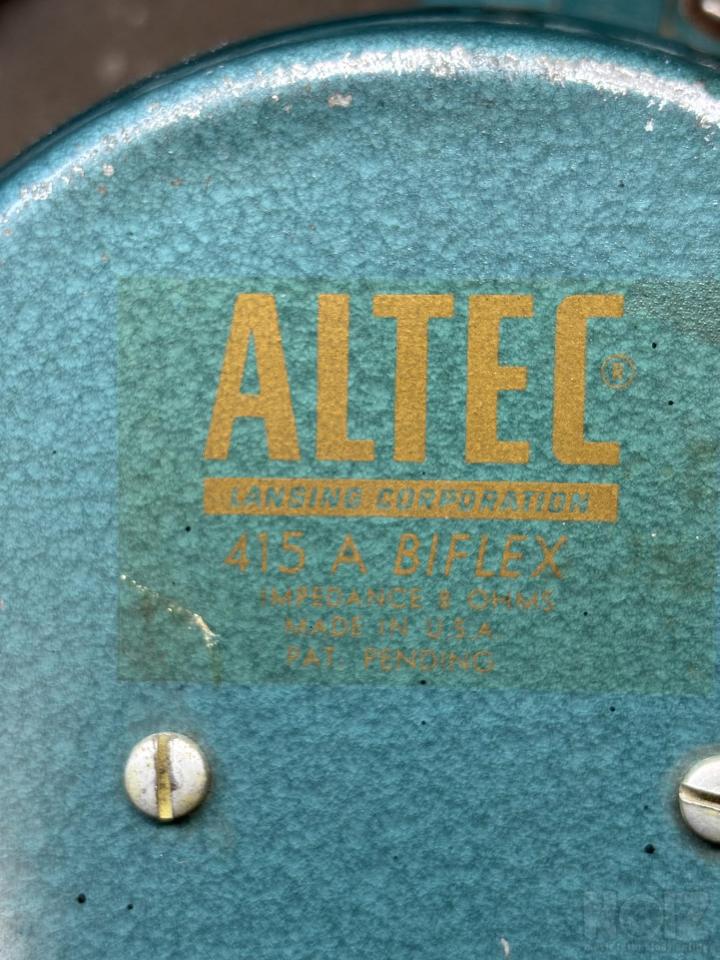 ALTEC®
LANSING CORPORATION
415 A BIFLEX
IMPEDANCE 8 OHMS
MADE IN U.S.A.
PAT. PENDING